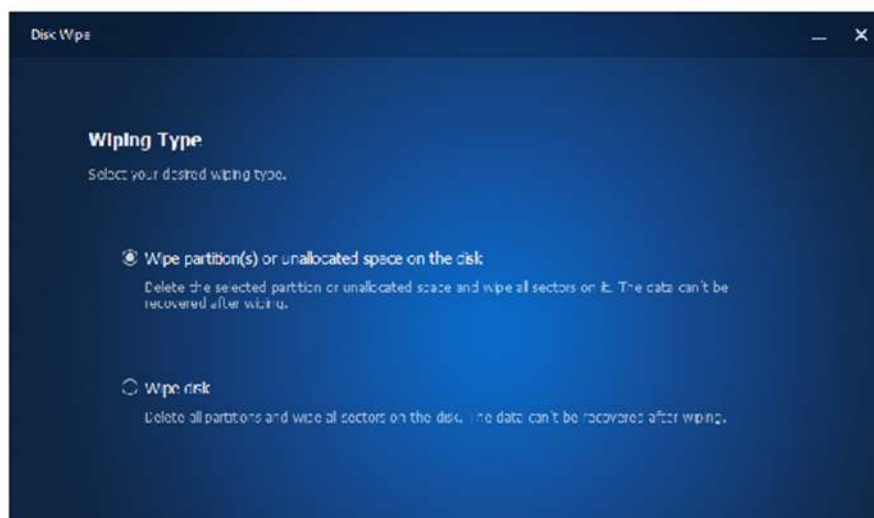 Disk Wipe
Wiping Type
Select your desired wiping type.
Wipe partition(s) or unallocated space on the disk
Delete the selected partition or unallocated space and wipe all sectors on it. The data can't be
recovered after wiping.
Wipe disk
Delete all partitions and wipe all sectors on the disk. The data can't be recovered after wiping.